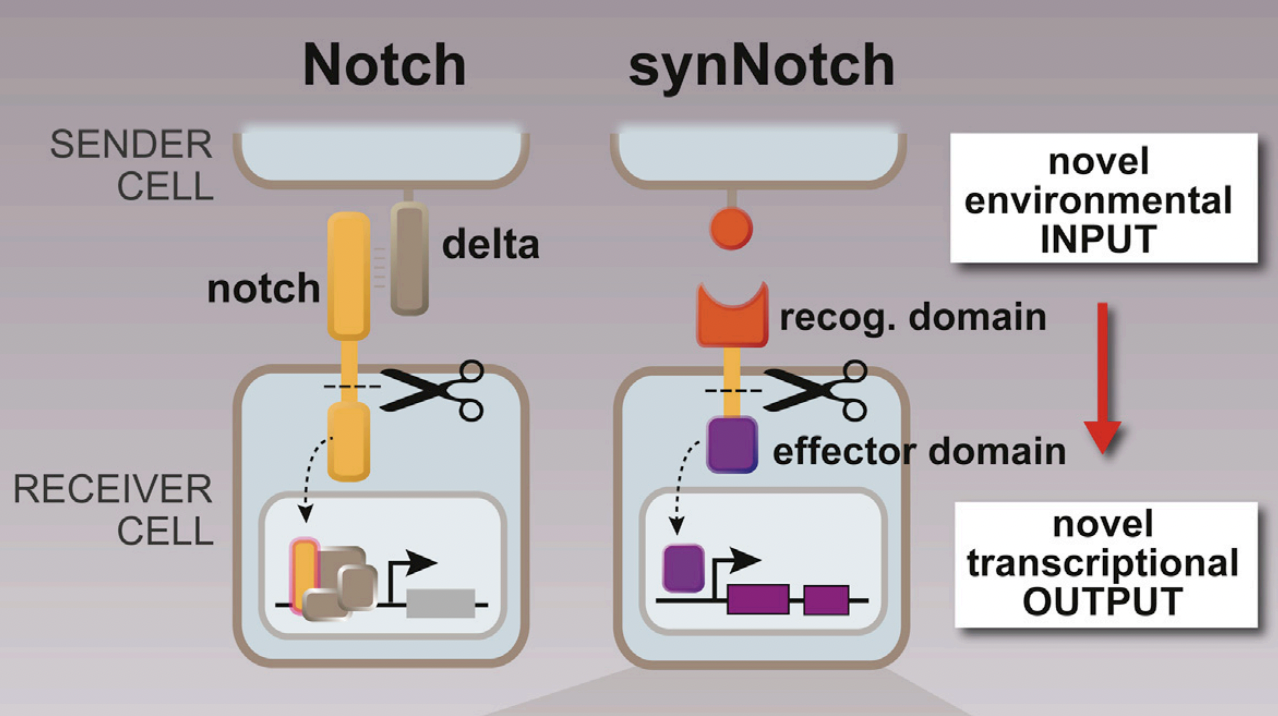 Notch
synNotch
SENDER
CELL
novel
environmental
INPUT
delta
notch
recog. domain
effector domain
RECEIVER
CELL
novel
transcriptional
OUTPUT